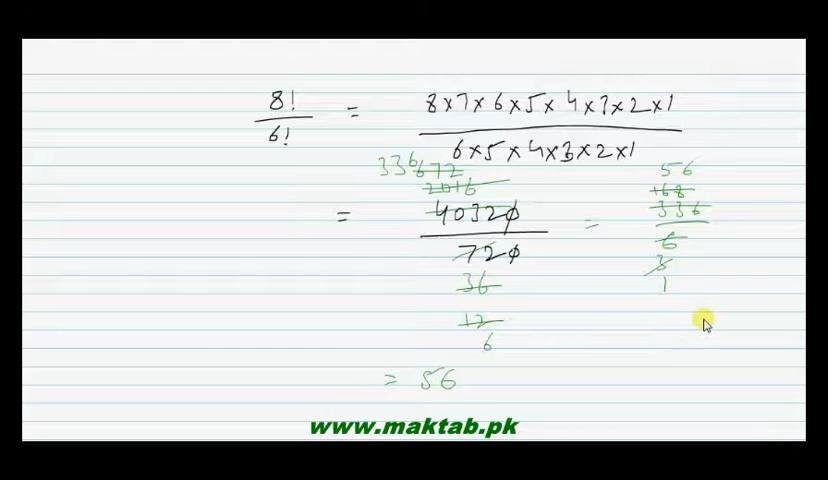 8! = 8×7×6×5×4×3×2×1
6! 6×5×4×3×2×1
336 672 56
2016 168
= 40320 = 336
720 6
36 3
12 1
6
= 56
www.maktab.pk